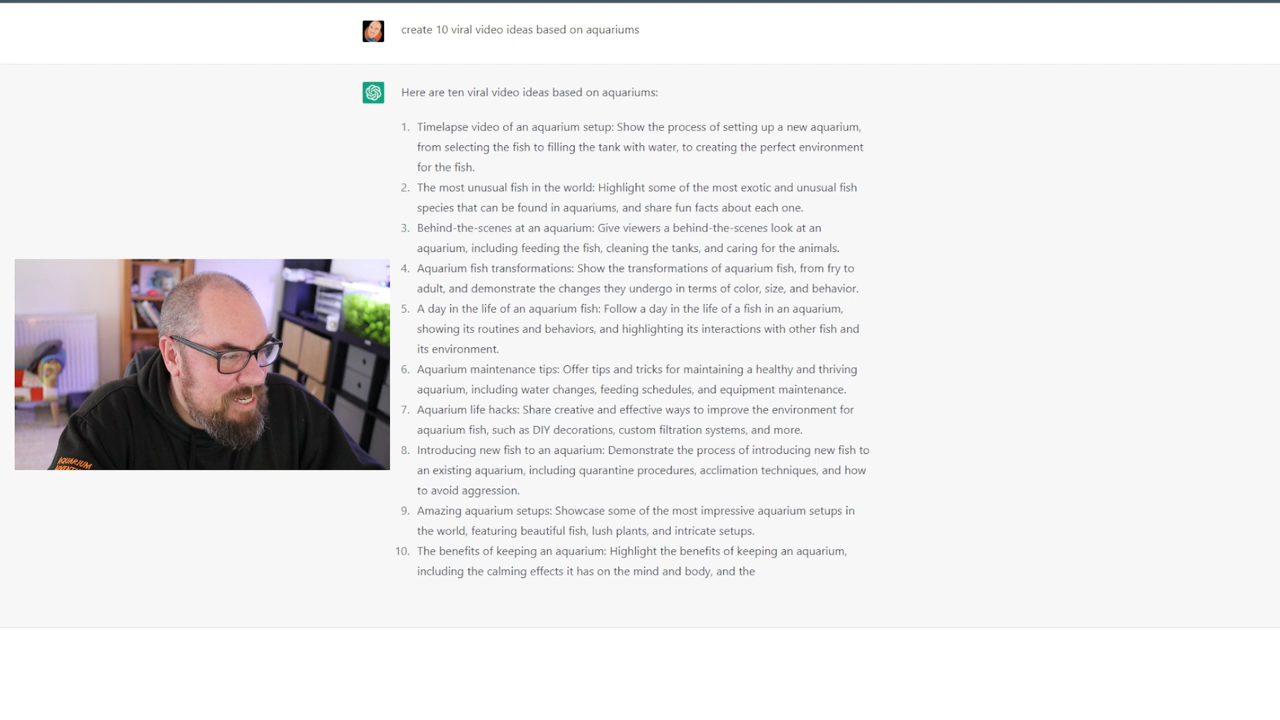 create 10 viral video ideas based on aquariums
Here are ten viral video ideas based on aquariums:
1. Timelapse video of an aquarium setup: Show the process of setting up a new aquarium,
from selecting the fish to filling the tank with water, to creating the perfect environment
for the fish.
2. The most unusual fish in the world: Highlight some of the most exotic and unusual fish
species that can be found in aquariums, and share fun facts about each one.
3. Behind-the-scenes at an aquarium: Give viewers a behind-the-scenes look at an
aquarium, including feeding the fish, cleaning the tanks, and caring for the animals.
4. Aquarium fish transformations: Show the transformations of aquarium fish, from fry to
adult, and demonstrate the changes they undergo in terms of color, size, and behavior.
5. A day in the life of an aquarium fish: Follow a day in the life of a fish in an aquarium,
showing its routines and behaviors, and highlighting its interactions with other fish and
its environment.
6. Aquarium maintenance tips: Offer tips and tricks for maintaining a healthy and thriving
aquarium, including water changes, feeding schedules, and equipment maintenance.
7. Aquarium life hacks: Share creative and effective ways to improve the environment for
aquarium fish, such as DIY decorations, custom filtration systems, and more.
8. Introducing new fish to an aquarium: Demonstrate the process of introducing new fish to
an existing aquarium, including quarantine procedures, acclimation techniques, and how
to avoid aggression.
9. Amazing aquarium setups: Showcase some of the most impressive aquarium setups in
the world, featuring beautiful fish, lush plants, and intricate setups.
10. The benefits of keeping an aquarium: Highlight the benefits of keeping an aquarium,
including the calming effects it has on the mind and body, and the
AQUARIUM